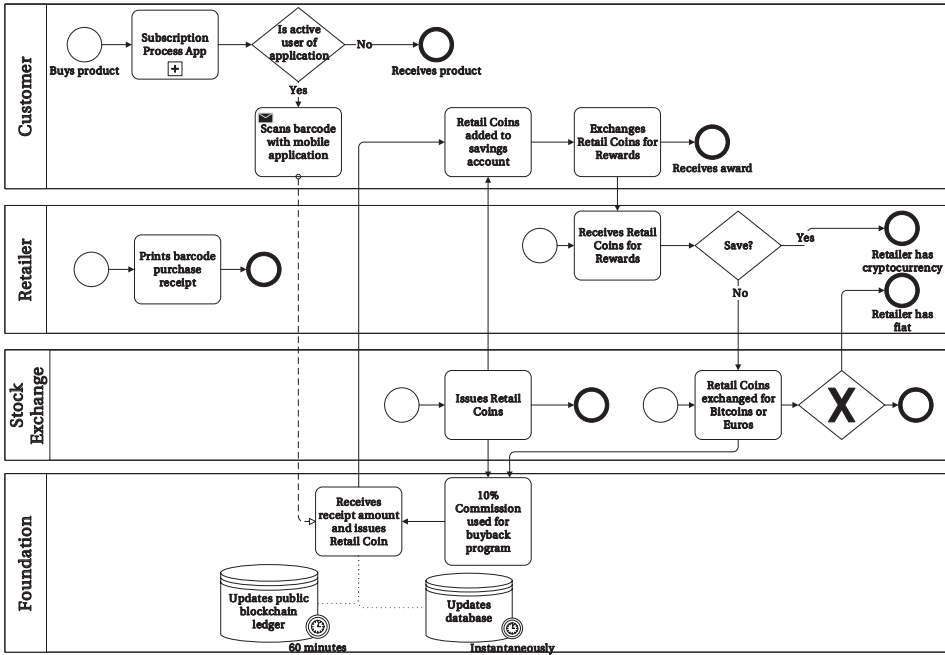 Customer
Buys product
Subscription
Process App
Is active
user of
application
No
Receives product
Yes
Scans barcode
with mobile
application
Retail Coins
added to
savings
account
Exchanges
Retail Coins for
Rewards
Receives award
Retailer
Prints barcode
purchase
receipt
Receives Retail
Coins for
Rewards
Save?
Yes
Retailer has
cryptocurrency
No
Retailer has
fiat
Stock
Exchange
Issues Retail
Coins
Retail Coins
exchanged for
Bitcoins or
Euros
X
Foundation
Receives
receipt amount
and issues
Retail Coin
10%
Commission
used for
buyback
program
Updates public
blockchain
ledger
60 minutes
Updates
database
Instantaneously